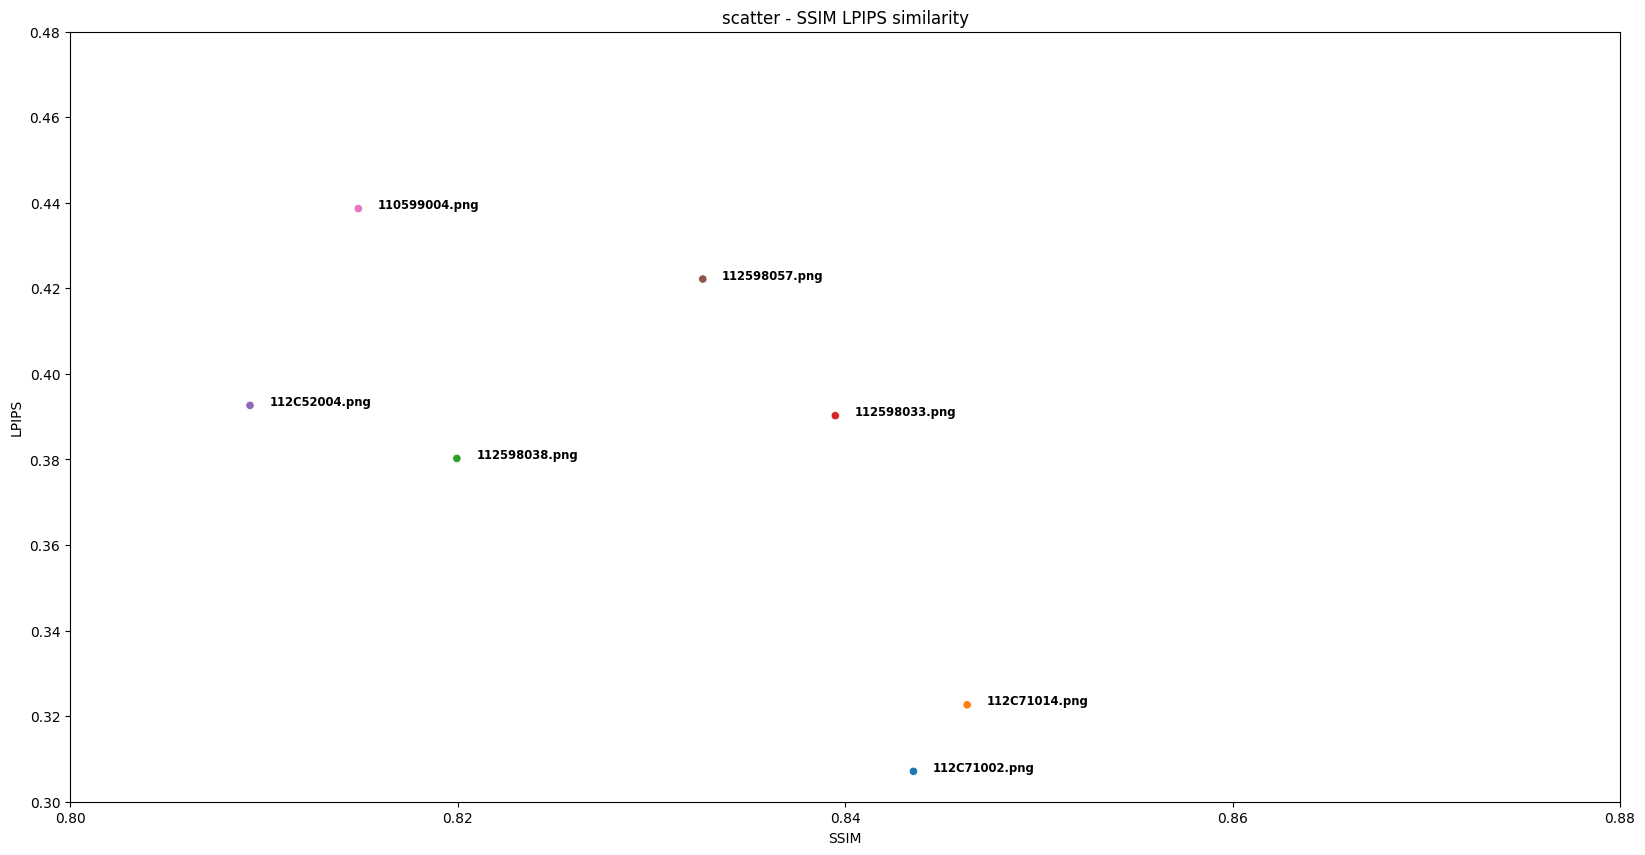 scatter - SSIM LPIPS similarity
0.48
0.46
0.44
0.42
0.40
0.38
0.36
0.34
0.32
0.30
LPIPS
110599004.png
112598057.png
112C52004.png
112598033.png
112598038.png
112C71014.png
112C71002.png
0.80 0.82 0.84 0.86 0.88
SSIM